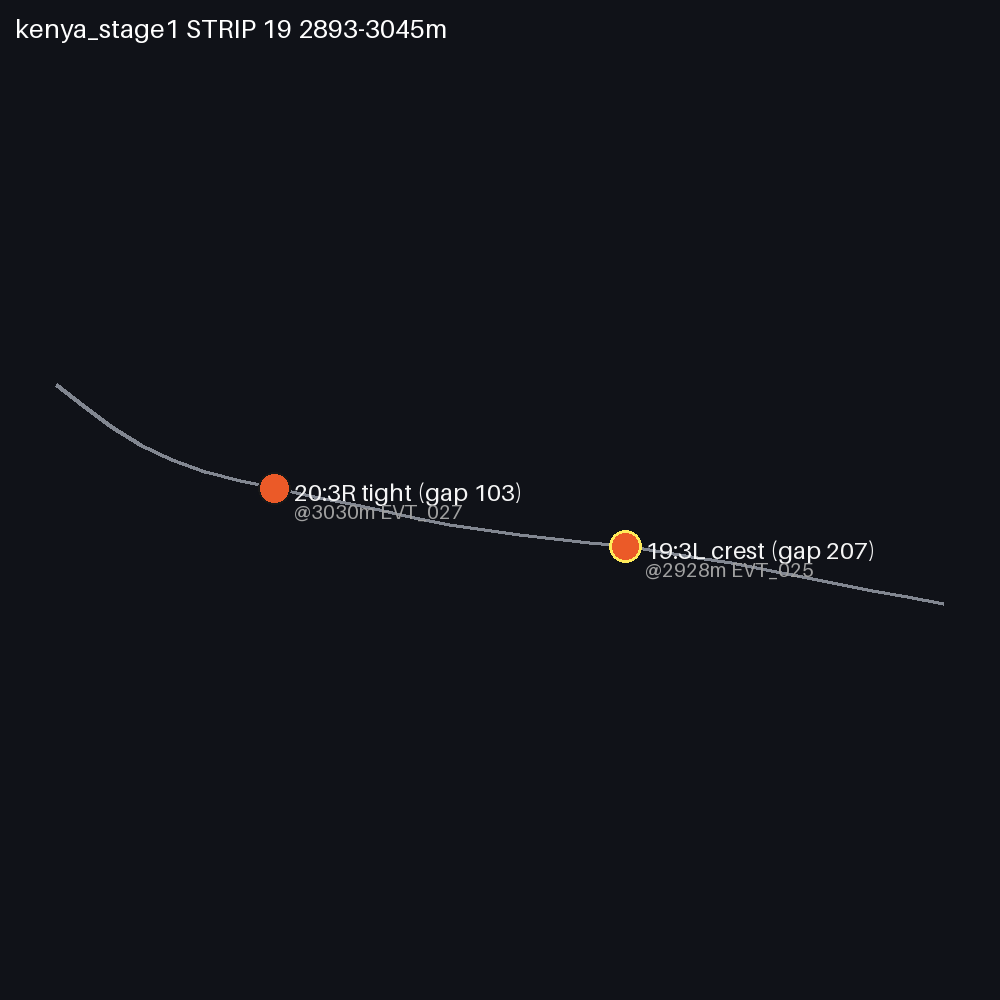 kenya_stage1 STRIP 19 2893-3045m
20:3R tight (gap 103)
@3030m EVT_027
19:3L crest (gap 207)
@2928m EVT_025